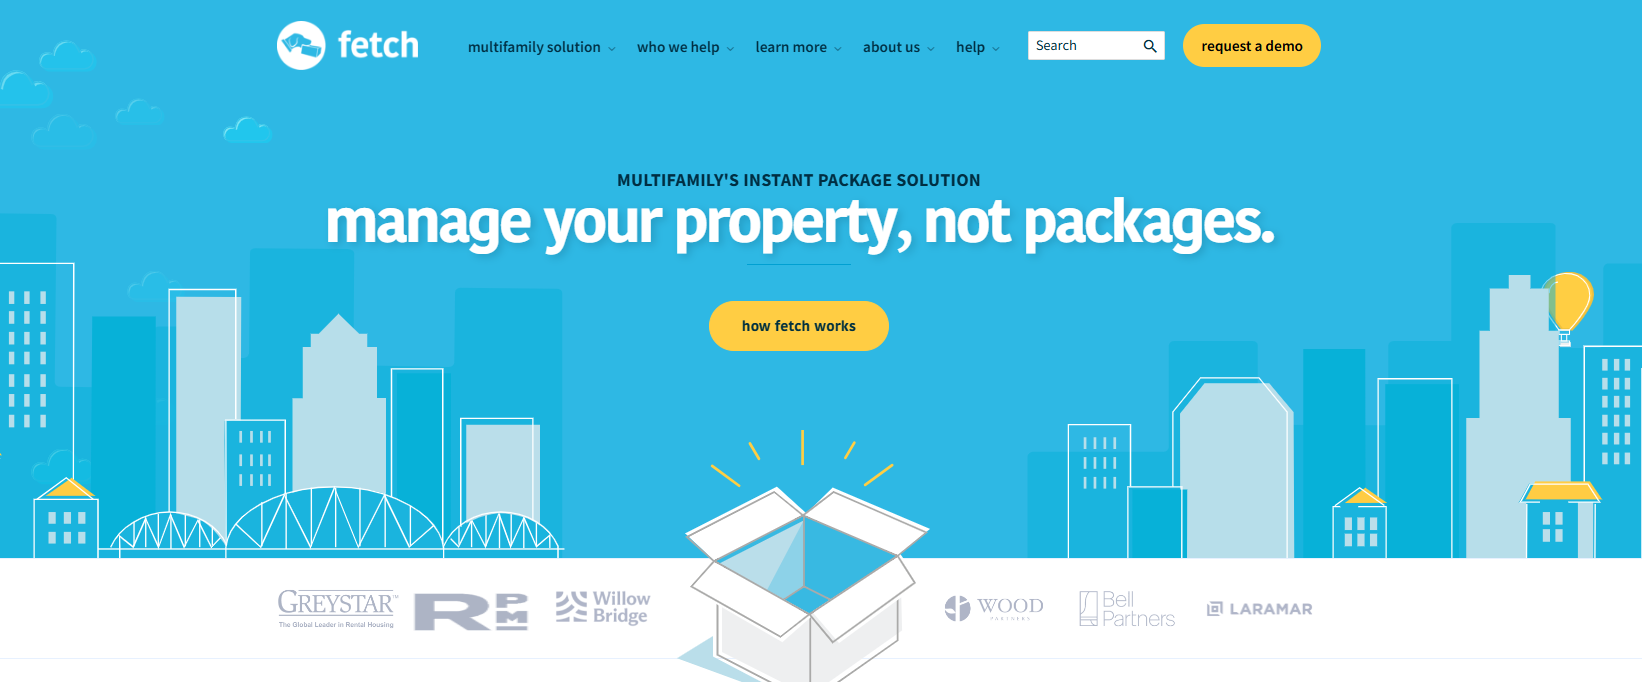 fetch
multifamily solution
who we help
learn more
about us
help
Search
request a demo
MULTIFAMILY'S INSTANT PACKAGE SOLUTION
manage your property, not packages.
how fetch works
GREYSTAR™
The Global Leader in Rental Housing
RPM
Willow
Bridge
WOOD
PARTNERS
Bell
Partners
LARAMAR